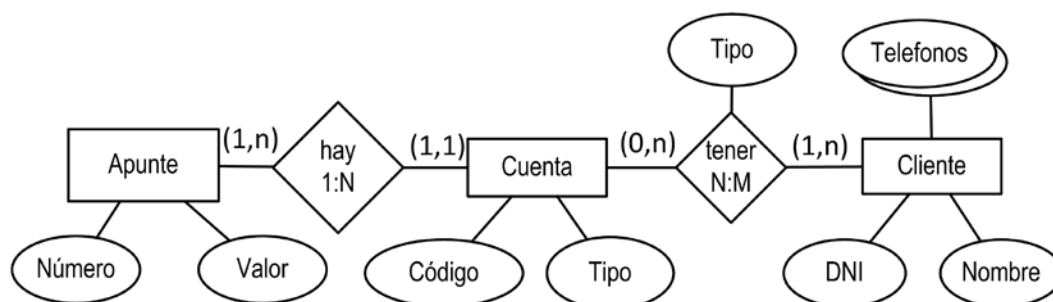 Tipo
Telefonos
Apunte
(1,n)
hay
1:N
(1,1)
Cuenta
(0,n)
tener
N:M
(1,n)
Cliente
Número
Valor
Código
Tipo
DNI
Nombre